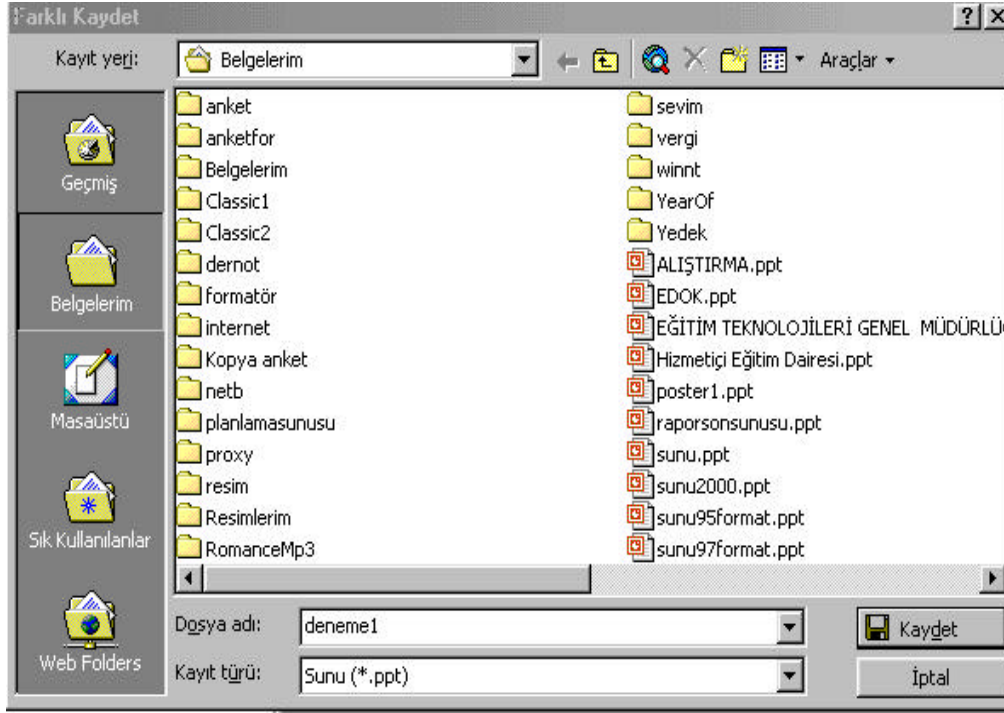 Farklı Kaydet
Kayıt yeri:
Belgelerim
Araçlar
Geçmiş
Belgelerim
Masaüstü
Sık Kullanılanlar
Web Folders
anket
anketfor
Belgelerim
Classic1
Classic2
dernot
formatör
internet
Kopya anket
netb
planlamasunusu
proxy
resim
Resimlerim
RomanceMp3
sevim
vergi
winnt
YearOf
Yedek
ALIŞTIRMA.ppt
EDOK.ppt
EĞİTİM TEKNOLOJİLERİ GENEL MÜDÜRLÜ
Hizmetiçi Eğitim Dairesi.ppt
poster1.ppt
raporsonsunusu.ppt
sunu.ppt
sunu2000.ppt
sunu95format.ppt
sunu97format.ppt
Dosya adı:
deneme1
Kaydet
Kayıt türü:
Sunu (*.ppt)
İptal